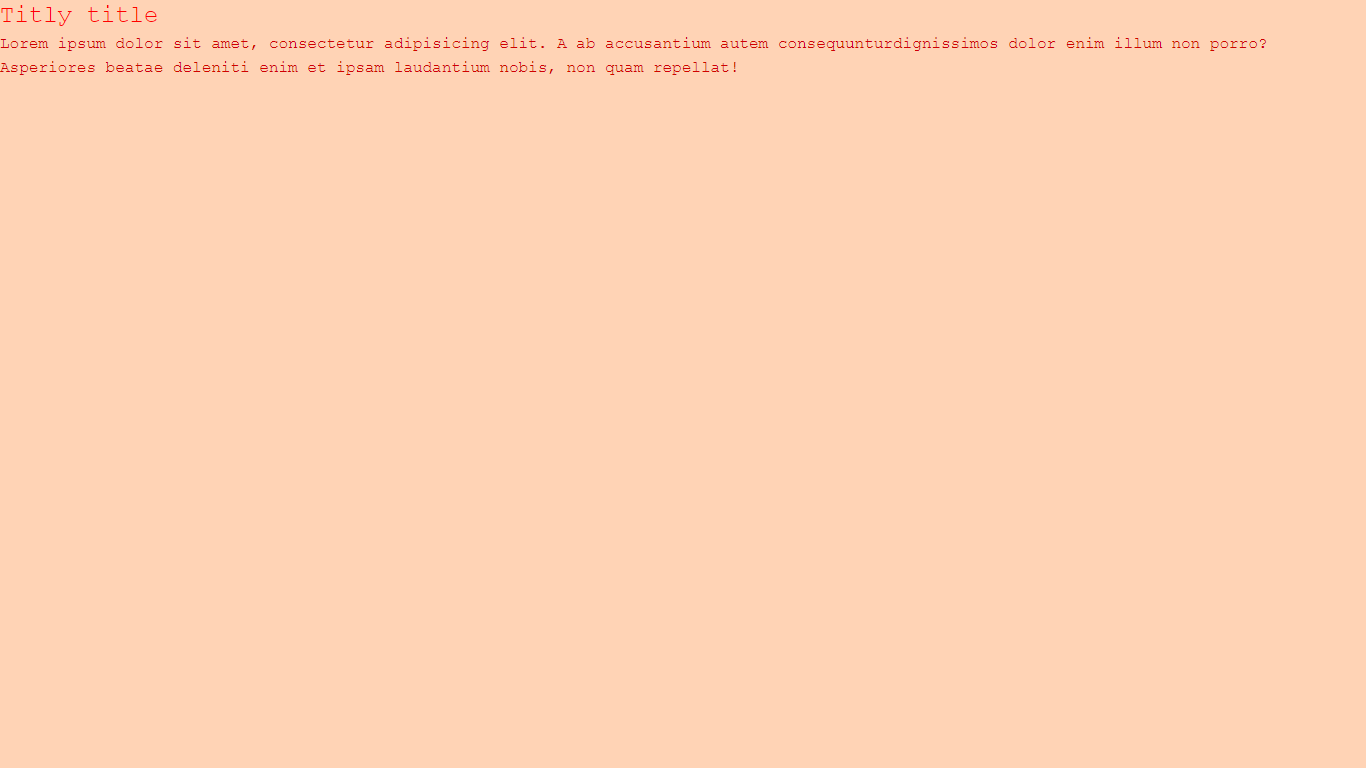 Titly title
Lorem ipsum dolor sit amet, consectetur adipisicing elit. A ab accusantium autem consequunturdignissimos dolor enim illum non porro?
Asperiores beatae deleniti enim et ipsam laudantium nobis, non quam repellat!